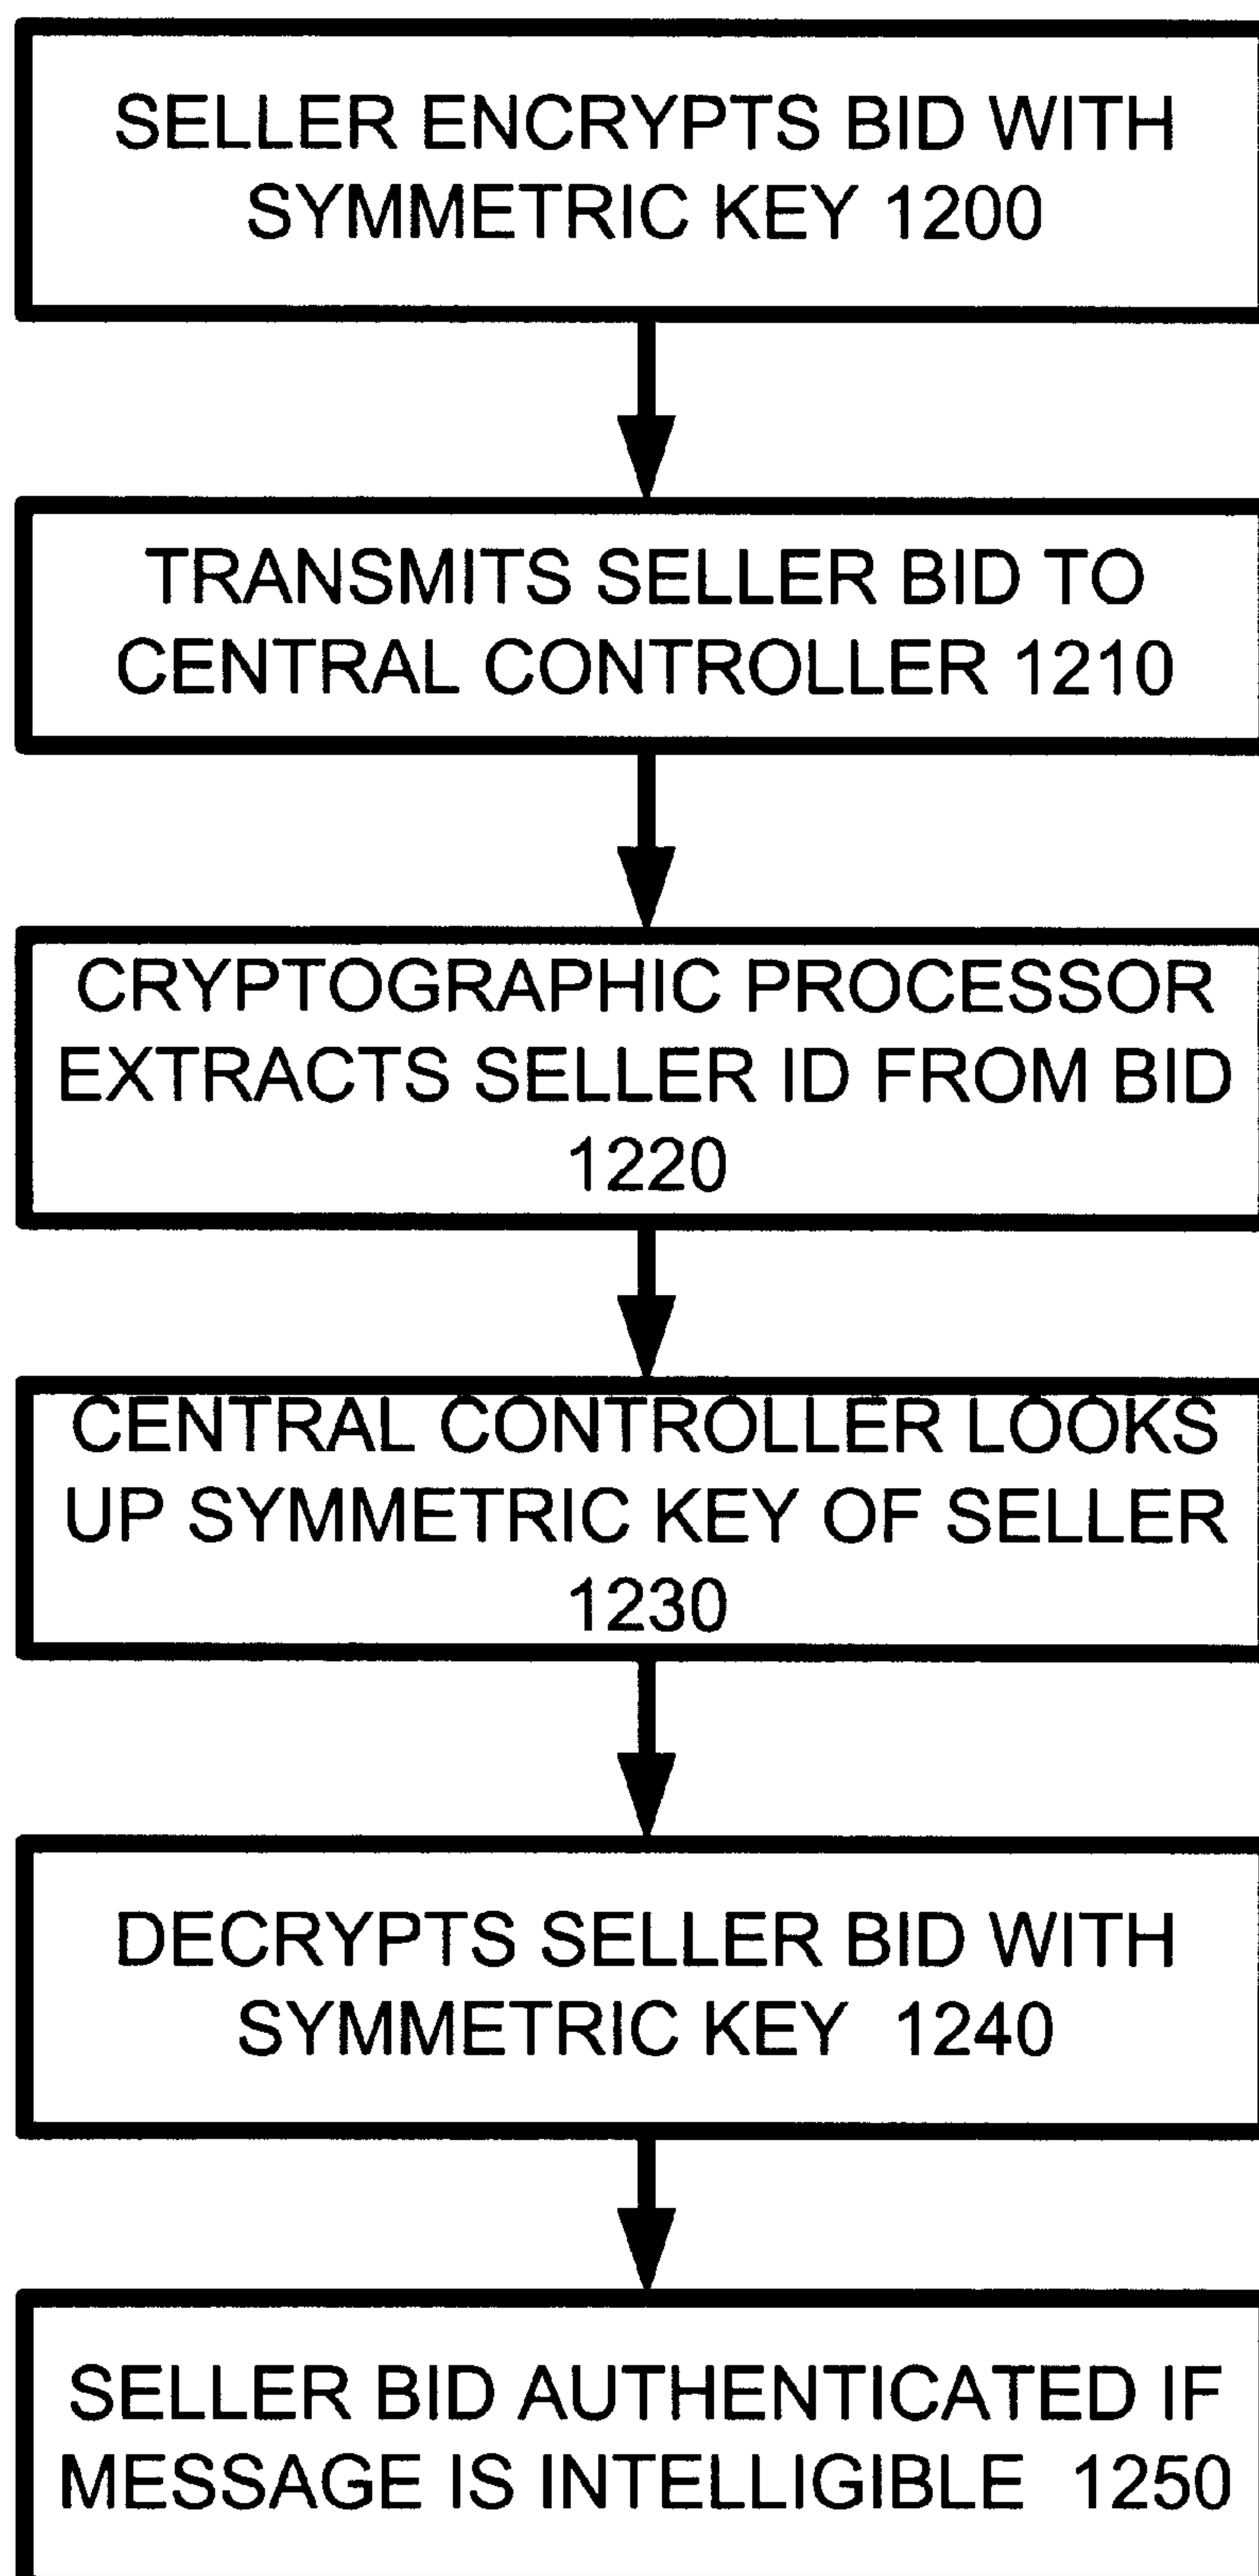 SELLER ENCRYPTS BID WITH
SYMMETRIC KEY 1200
TRANSMITS SELLER BID TO
CENTRAL CONTROLLER 1210
CRYPTOGRAPHIC PROCESSOR
EXTRACTS SELLER ID FROM BID
1220
CENTRAL CONTROLLER LOOKS
UP SYMMETRIC KEY OF SELLER
1230
DECRYPTS SELLER BID WITH
SYMMETRIC KEY 1240
SELLER BID AUTHENTICATED IF
MESSAGE IS INTELLIGIBLE 1250